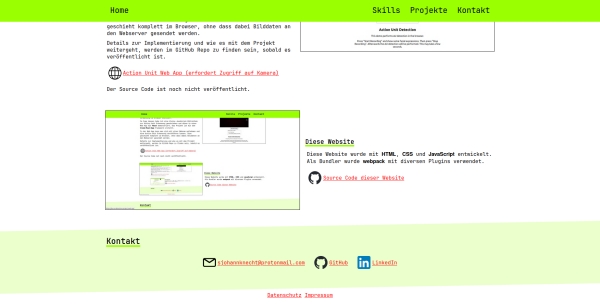 Home
Skills Projekte Kontakt
geschieht komplett im Browser, ohne dass dabei Bilddaten an
den Webserver gesendet werden.
Details zur Implementierung und wie es mit dem Projekt
weitergeht, werden im GitHub Repo zu finden sein, sobald es
veröffentlicht ist.
Action Unit Web App (erfordert Zugriff auf Kamera)
Der Source Code ist noch nicht veröffentlicht.
Action Unit Detection
Diese Website
Diese Website wurde mit HTML, CSS und JavaScript entwickelt.
Als Bundler wurde webpack mit diversen Plugins verwendet.
Source Code dieser Website
Kontakt
GitHub
LinkedIn
Datenschutz Impressum